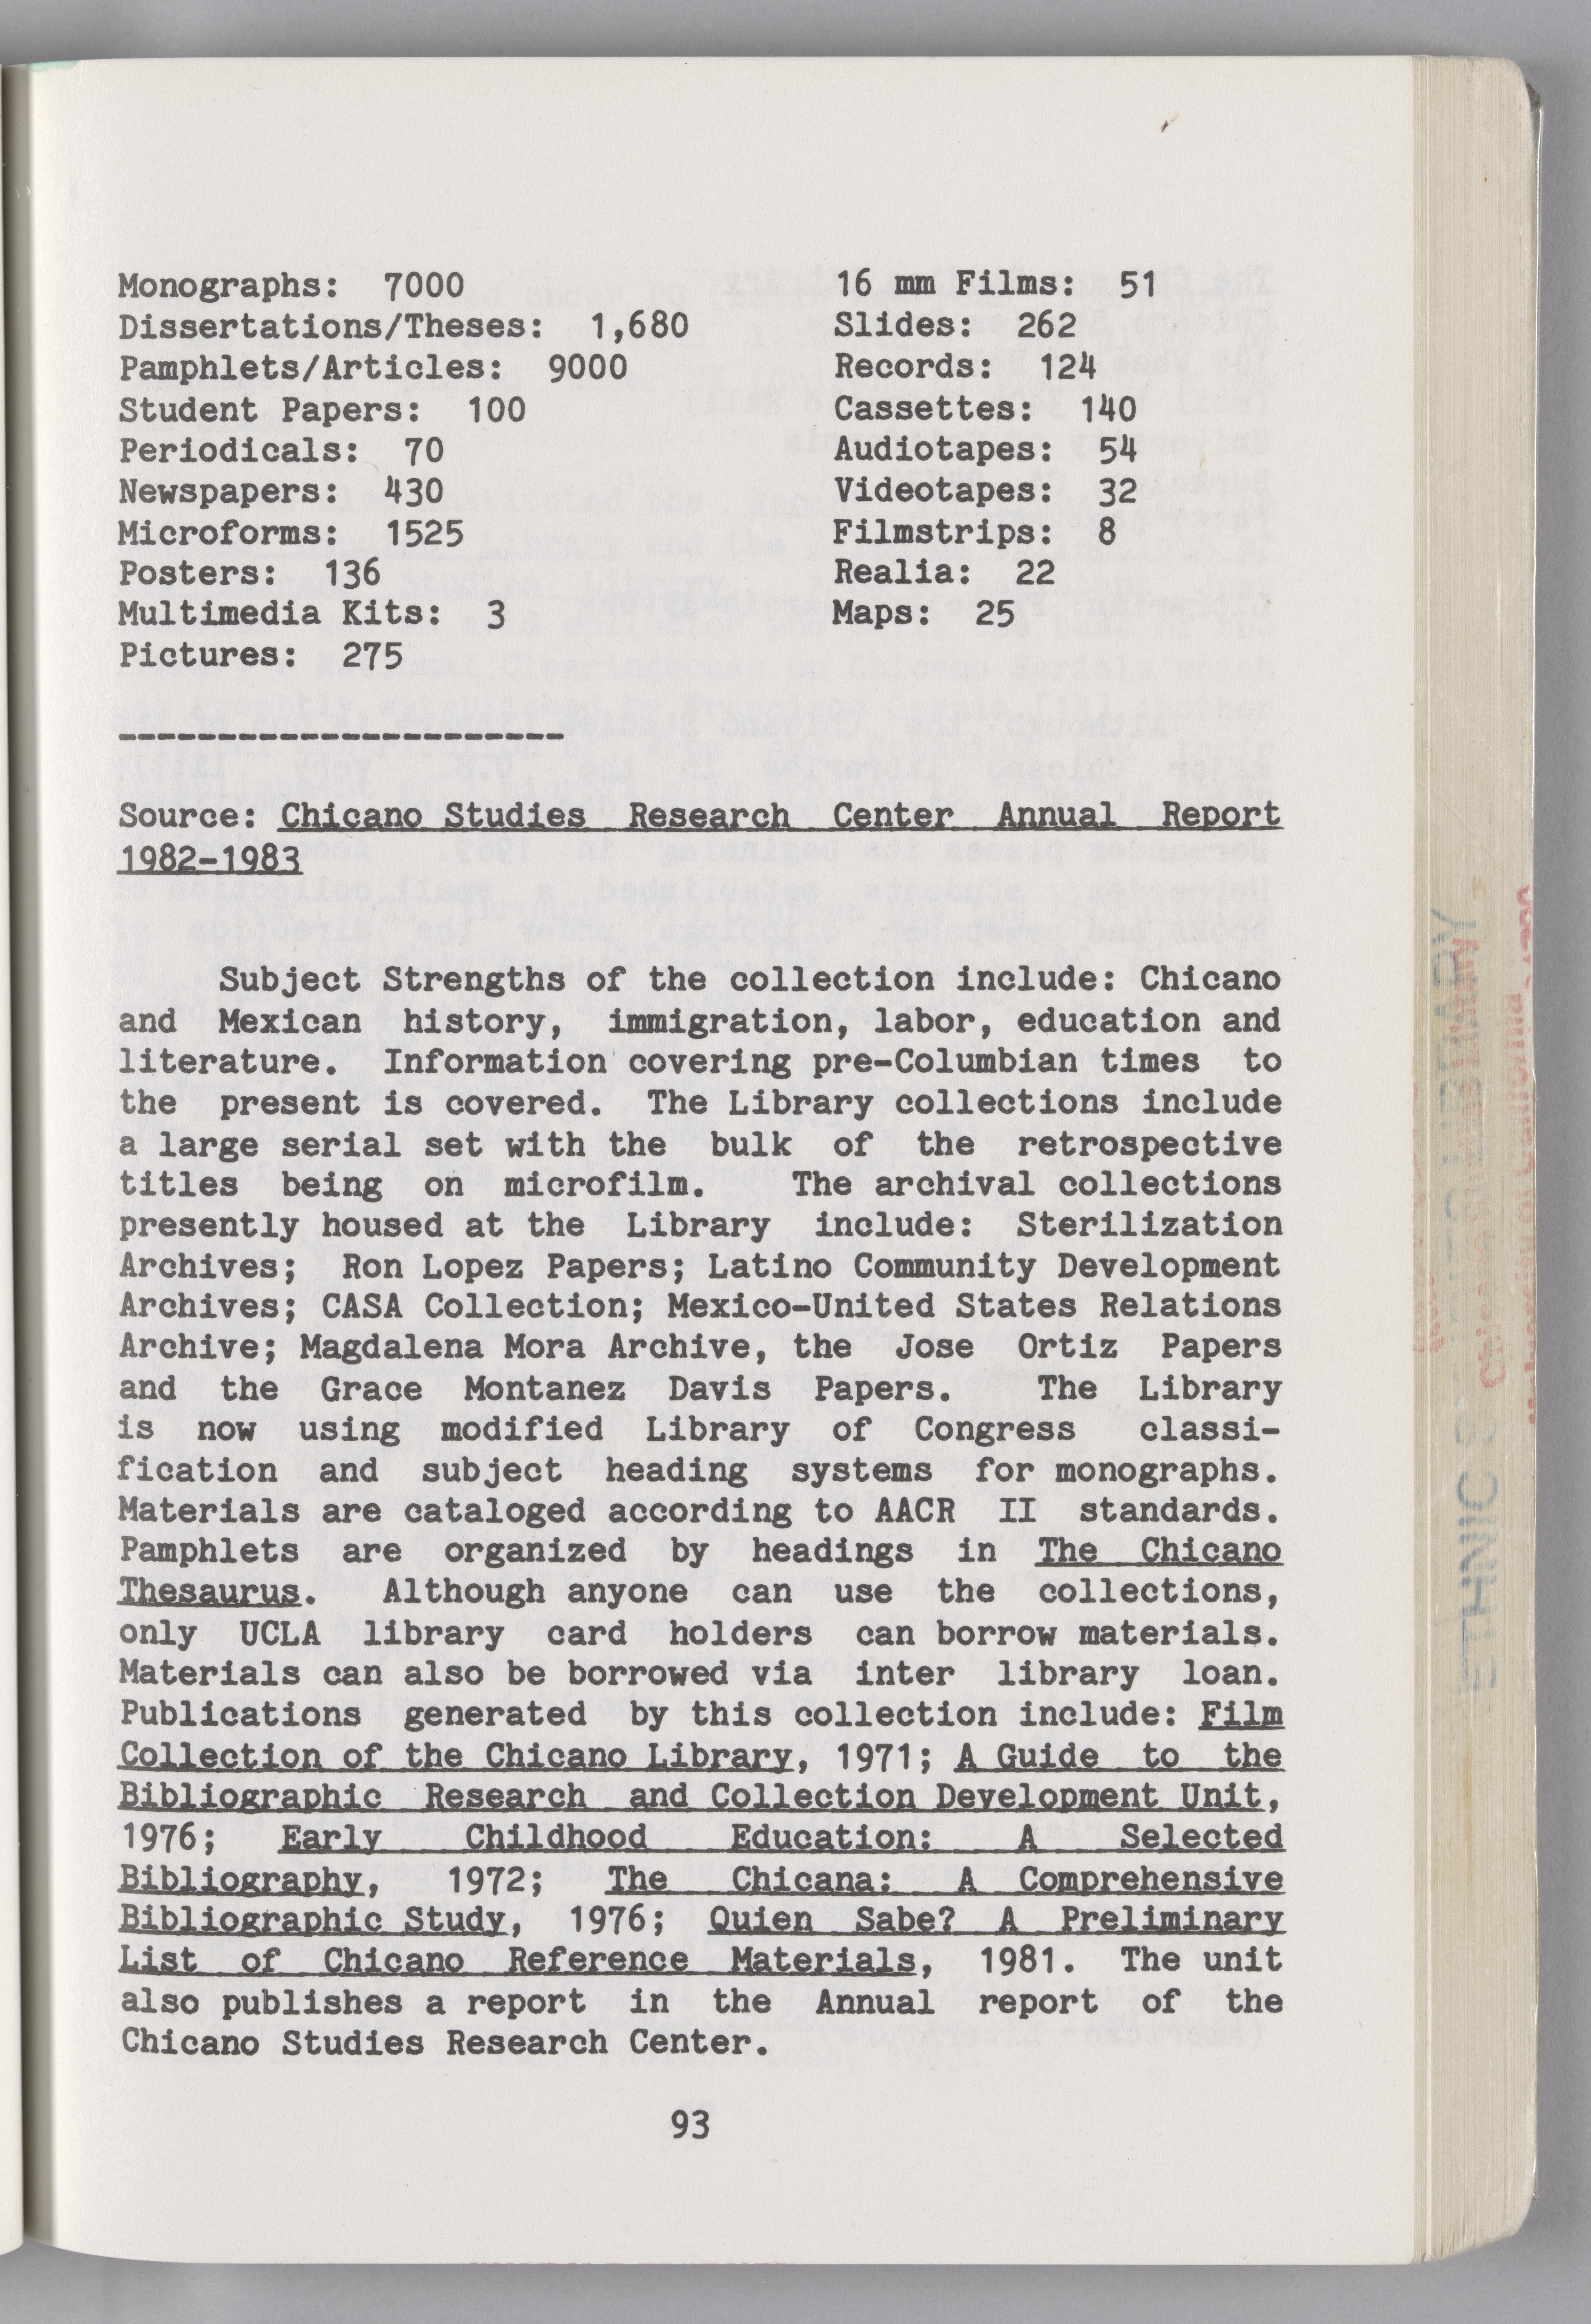 Monographs: 7000
Dissertations/Theses: 1,680
Pamphlets/Articles: 9000
Student Papers: 100
Periodicals: 70
Newspapers: 430
Microforms: 1525
Posters: 136
Multimedia Kits: 3
Pictures: 275
16 mm Films: 51
Slides: 262
Records: 124
Cassettes: 140
Audiotapes: 54
Videotapes: 32
Filmstrips: 8
Realia: 22
Maps: 25
-----------------------
Source: Chicano Studies Research Center Annual Report
1982-1983
Subject Strengths of the collection include: Chicano
and Mexican history, immigration, labor, education and
literature. Information covering pre-Columbian times to
the present is covered. The Library collections include
a large serial set with the bulk of the retrospective
titles being on microfilm. The archival collections
presently housed at the Library include: Sterilization
Archives; Ron Lopez Papers; Latino Community Development
Archives; CASA Collection; Mexico-United States Relations
Archive; Magdalena Mora Archive, the Jose Ortiz Papers
and the Grace Montanez Davis Papers. The Library
is now using modified Library of Congress classi-
fication and subject heading systems for monographs.
Materials are cataloged according to AACR II standards.
Pamphlets are organized by headings in The Chicano
Thesaurus. Although anyone can use the collections,
only UCLA library card holders can borrow materials.
Materials can also be borrowed via inter library loan.
Publications generated by this collection include: Film
Collection of the Chicano Library, 1971; A Guide to the
Bibliographic Research and Collection Development Unit,
1976; Early Childhood Education: A Selected
Bibliography, 1972; The Chicana: A Comprehensive
Bibliographic Study, 1976; Quien Sabe? A Preliminary
List of Chicano Reference Materials, 1981. The unit
also publishes a report in the Annual report of the
Chicano Studies Research Center.
93
ETHNIC LIBRARY